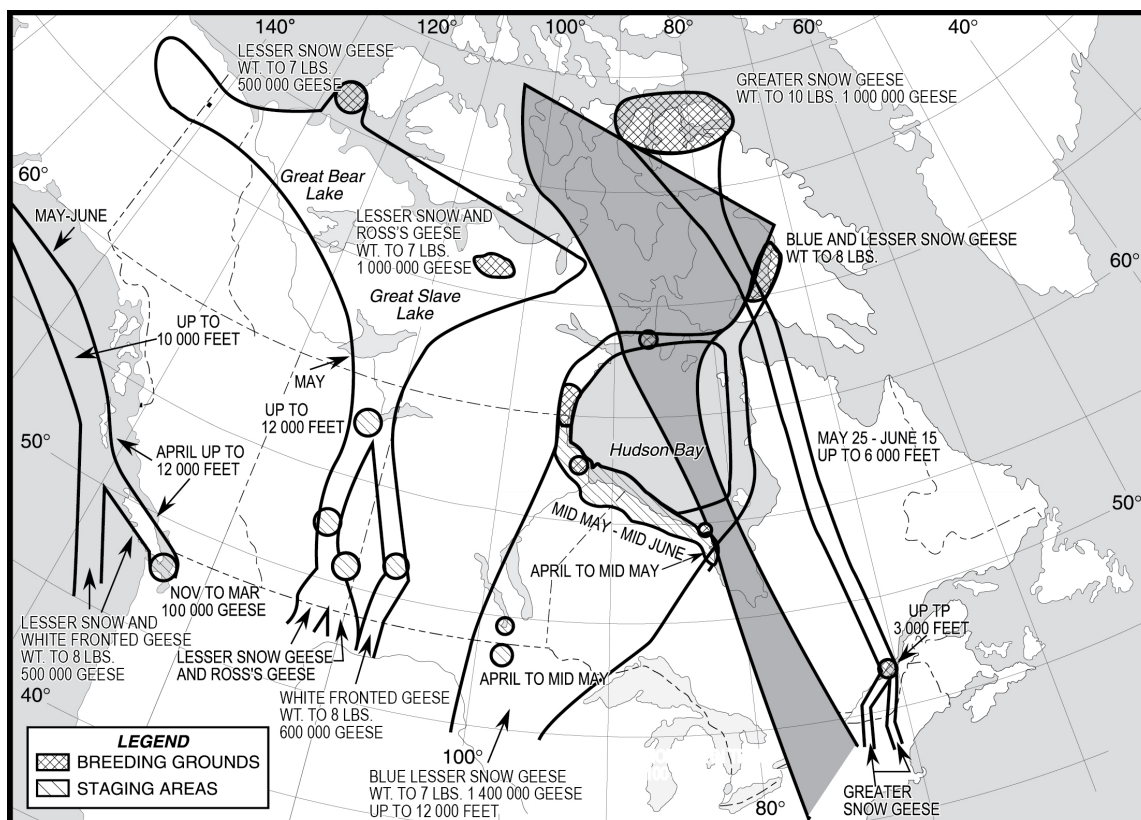 140°
120°
100°
80°
60°
40°
LESSER SNOW GEESE
WT. TO 7 LBS.
500 000 GEESE
GREATER SNOW GEESE
WT. TO 10 LBS. 1 000 000 GEESE
60°
Great Bear
Lake
MAY-JUNE
LESSER SNOW AND
ROSS'S GEESE
WT. TO 7 LBS.
1 000 000 GEESE
BLUE AND LESSER SNOW GEESE
WT TO 8 LBS.
60°
Great Slave
Lake
UP TO
10 000 FEET
MAY
UP TO
12 000 FEET
50°
APRIL UP TO
12 000 FEET
Hudson Bay
MAY 25 - JUNE 15
UP TO 6 000 FEET
50°
MID MAY - MID JUNE
APRIL TO MID MAY
NOV TO MAR
100 000 GEESE
UP TP
3 000 FEET
LESSER SNOW AND
WHITE FRONTED GEESE
WT. TO 8 LBS.
500 000 GEESE
LESSER SNOW GEESE
AND ROSS'S GEESE
APRIL TO MID MAY
40°
WHITE FRONTED GEESE
WT. TO 8 LBS.
600 000 GEESE
LEGEND
BREEDING GROUNDS
STAGING AREAS
100°
BLUE LESSER SNOW GEESE
WT. TO 7 LBS. 1 400 000 GEESE
UP TO 12 000 FEET
80°
GREATER
SNOW GEESE